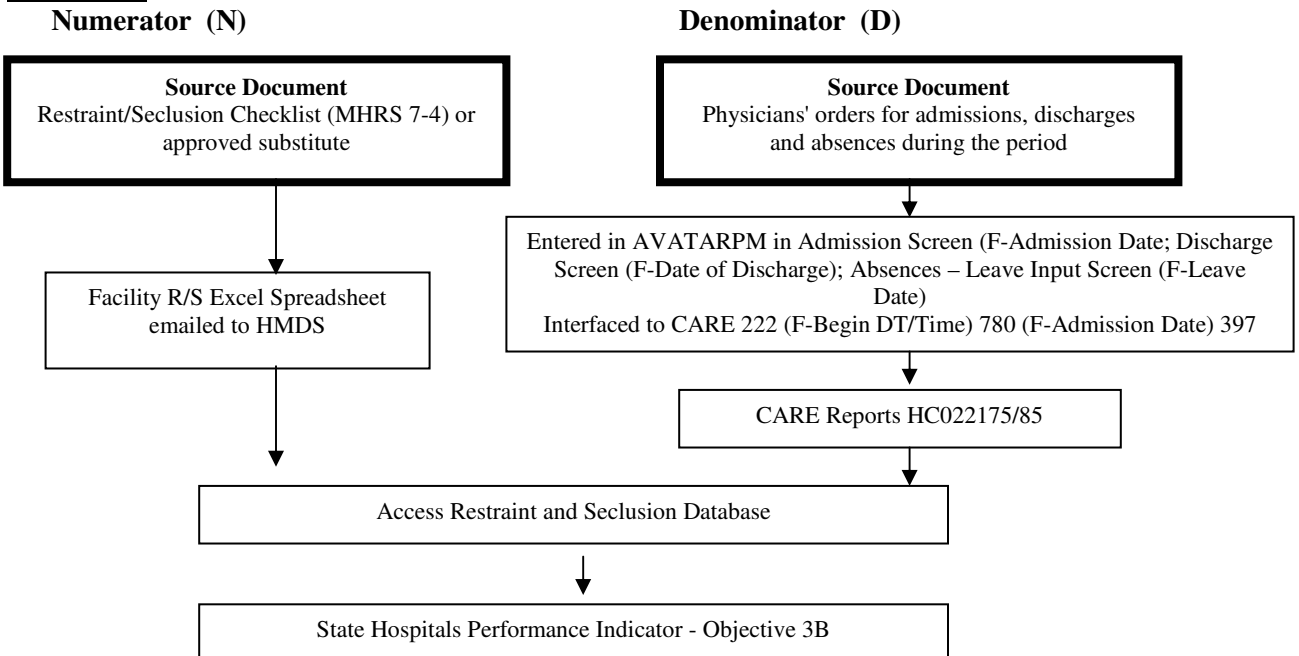 Numerator (N)
Denominator (D)
Source Document
Restraint/Seclusion Checklist (MHRS 7-4) or
approved substitute
Source Document
Physicians' orders for admissions, discharges
and absences during the period
Entered in AVATARPM in Admission Screen (F-Admission Date; Discharge
Screen (F-Date of Discharge); Absences – Leave Input Screen (F-Leave
Date)
Interfaced to CARE 222 (F-Begin DT/Time) 780 (F-Admission Date) 397
Facility R/S Excel Spreadsheet
emailed to HMDS
CARE Reports HC022175/85
Access Restraint and Seclusion Database
State Hospitals Performance Indicator - Objective 3B